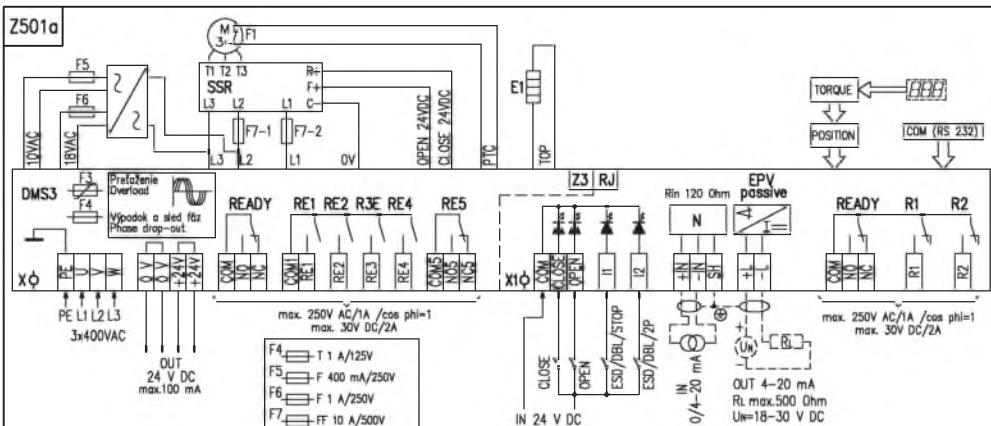 Z501a
M
3~
F1
F5
T1 T2 T3
SSR
R÷
F+
C−
E1
TORQUE
F6
L3 L2 L1
POSITION
COM (RS 232)
F7-1
F7-2
10VAC
18VAC
L3 L2 L1 0V
OPEN 24VDC
CLOSE 24VDC
PTC
TOP
DMS3
F3
F4
Preťaženie
Overload
Výpadok a sled fáz
Phase drop-out.
READY
RE1 RE2 R3E RE4
RE5
Z3 RJ
Rin 120 Ohm
N
EPV
passive
READY R1 R2
X
PE U V W
0 V 0 V +24V +24V
COM NO NC
COM1 RE1 RE2 RE3 RE4
COM5 NO5 NC5
X1
COM CLOSE OPEN I1 I2
+IN −IN SH
+L −L
COM NO NC
R1 R2
PE L1 L2 L3
3x400VAC
max. 250V AC/1A /cos phi=1
max. 30V DC/2A
max. 250V AC/1A /cos phi=1
max. 30V DC/2A
OUT
24 V DC
max.100 mA
F4 T 1 A/125V
F5 F 400 mA/250V
F6 F 1 A/250V
F7 FF 10 A/500V
CLOSE
OPEN
ESD/DBL/STOP
ESD/DBL/2P
IN 24 V DC
IN
0/4-20 mA
+
UN
−
RL
OUT 4-20 mA
RL max.500 Ohm
UN=18-30 V DC